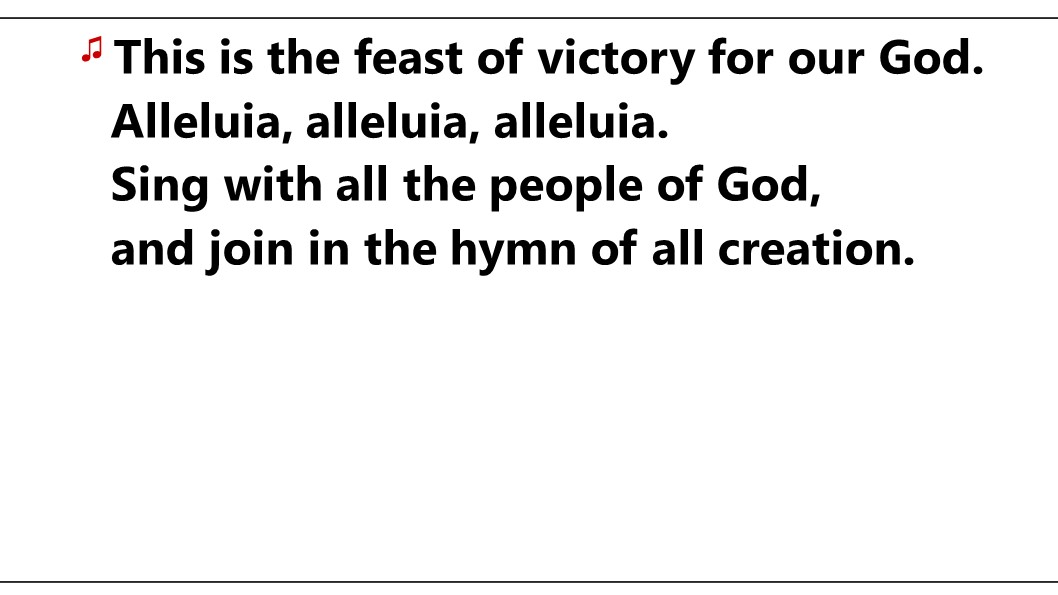 ♫ This is the feast of victory for our God.
Alleluia, alleluia, alleluia.
Sing with all the people of God,
and join in the hymn of all creation.